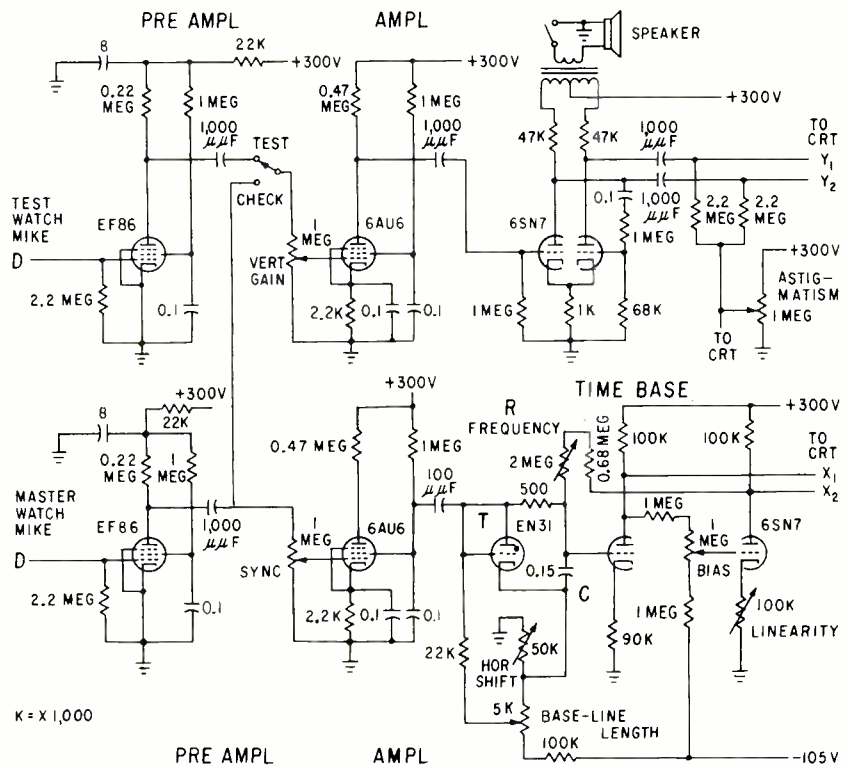 PRE AMPL
AMPL
8
22K
+300V
+300V
SPEAKER
0.22 MEG
1 MEG
0.47 MEG
1 MEG
+300V
1,000 μμF
TEST
1,000 μμF
47K
47K
1,000 μμF
TO CRT
Y1
Y2
CHECK
0.1
1,000 μμF
2.2 MEG
2.2 MEG
TEST WATCH MIKE
EF86
1 MEG
6AU6
6SN7
1 MEG
+300V
D
VERT GAIN
ASTIG-
MATISM
1 MEG
2.2 MEG
0.1
2.2K
0.1
0.1
1 MEG
1K
68K
TO CRT
+300V
22K
+300V
TIME BASE
8
R
FREQUENCY
+300V
0.22 MEG
1 MEG
0.47 MEG
1 MEG
2 MEG
0.68 MEG
100K
100K
TO CRT
X1
X2
MASTER WATCH MIKE
EF86
1,000 μμF
1 MEG
6AU6
100 μμF
T
500
EN31
1 MEG
1 MEG
6SN7
D
SYNC
0.15
C
BIAS
2.2 MEG
0.1
2.2K
0.1
0.1
22K
HOR SHIFT
50K
90K
1 MEG
100K
LINEARITY
K = X 1,000
5K
BASE-LINE LENGTH
100K
-105V
PRE AMPL
AMPL